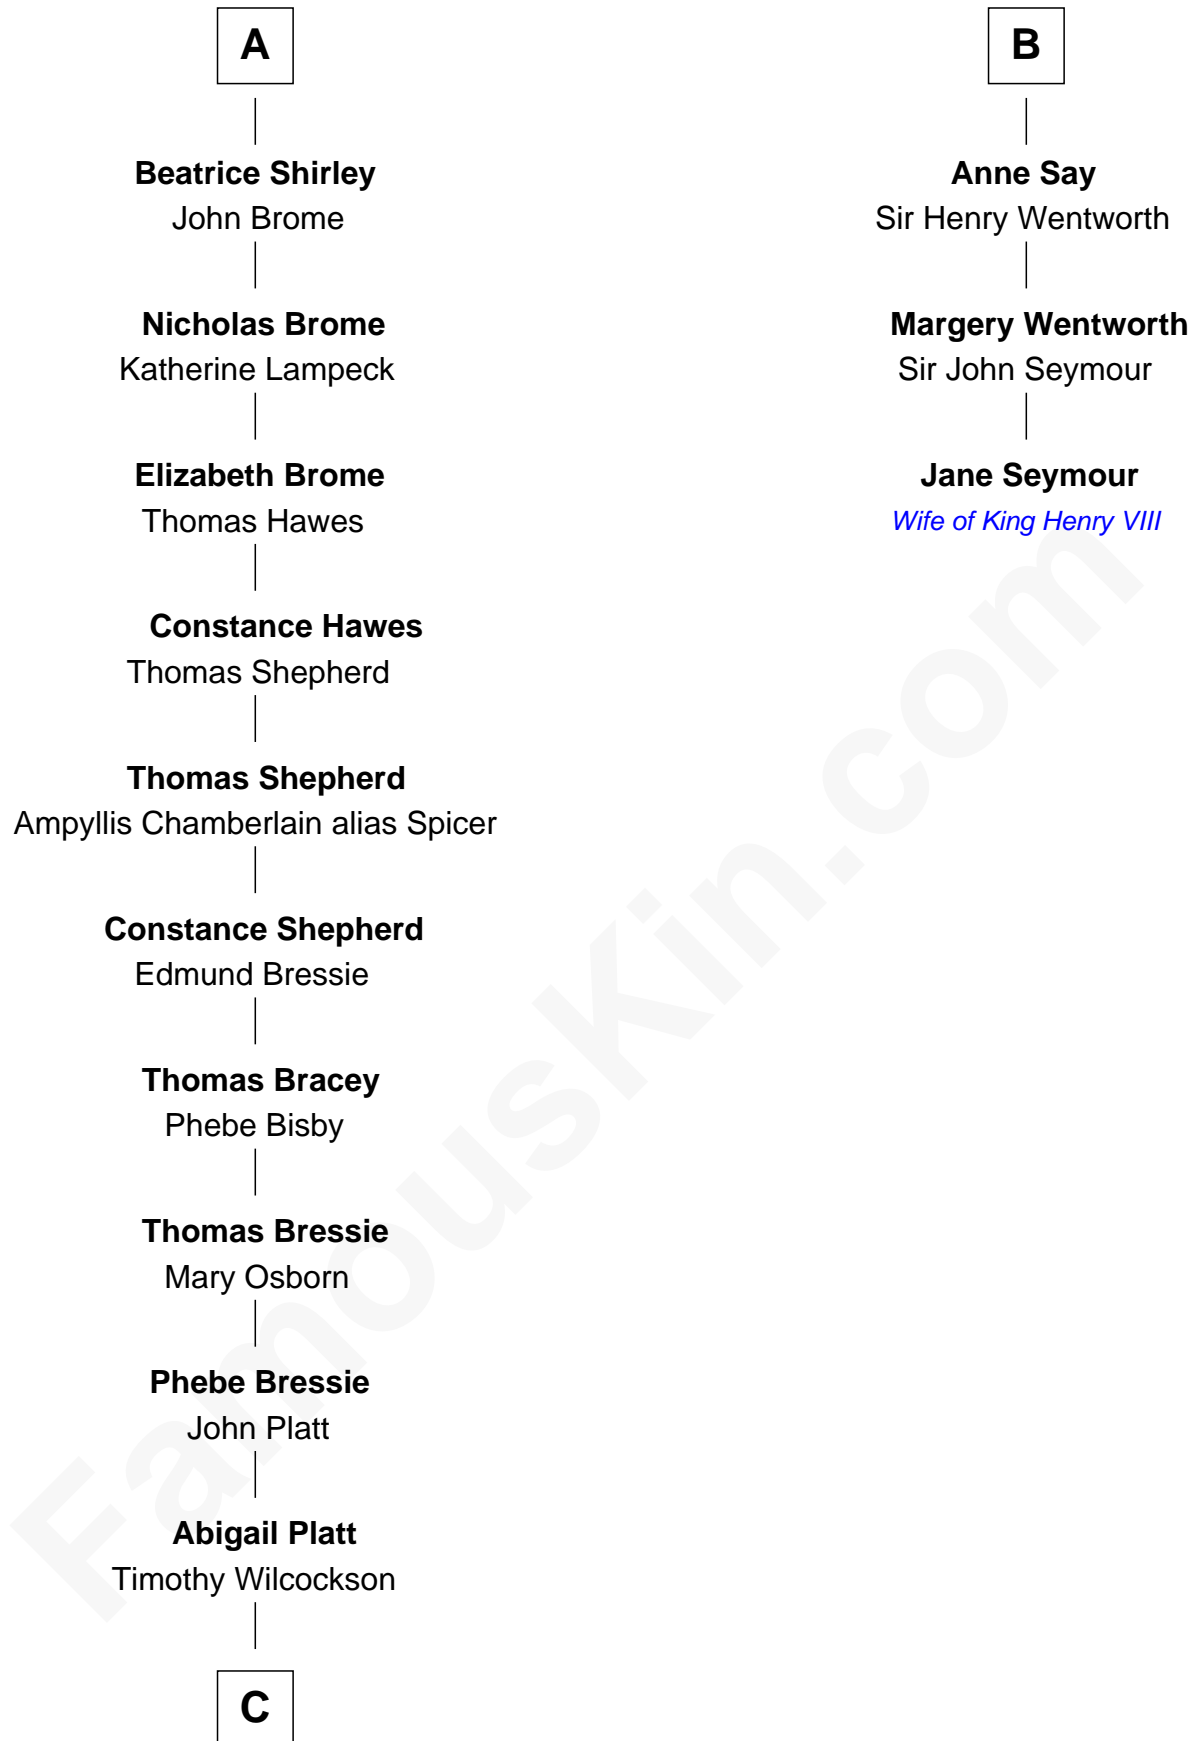 A
Beatrice Shirley
John Brome
Nicholas Brome
Katherine Lampeck
Elizabeth Brome
Thomas Hawes
Constance Hawes
Thomas Shepherd
Thomas Shepherd
Ampyllis Chamberlain alias Spicer
Constance Shepherd
Edmund Bressie
Thomas Bracey
Phebe Bisby
Thomas Bressie
Mary Osborn
Phebe Bressie
John Platt
Abigail Platt
Timothy Wilcockson
C
B
Anne Say
Sir Henry Wentworth
Margery Wentworth
Sir John Seymour
Jane Seymour
Wife of King Henry VIII
FamousKin.com